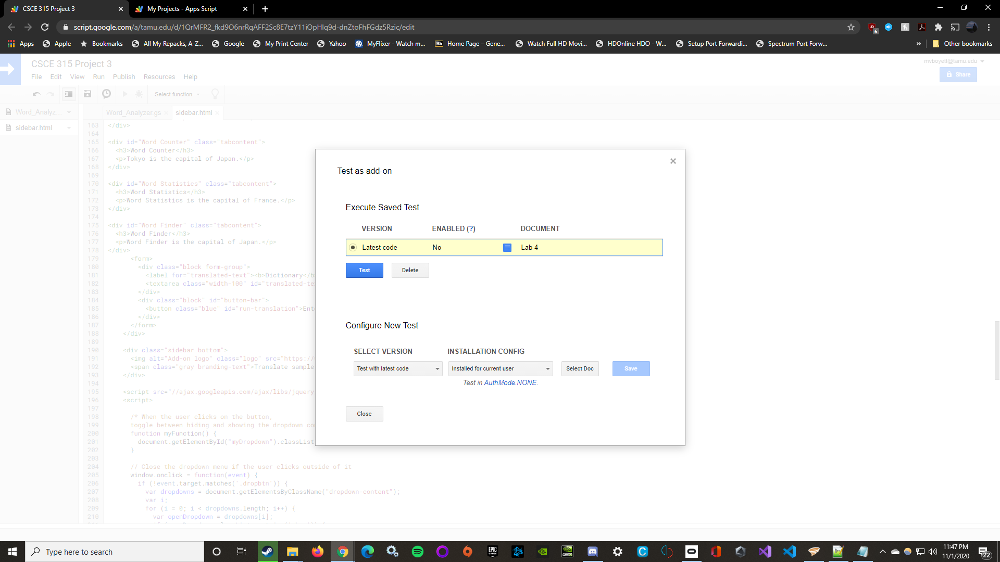 CSCE 315 Project 3
My Projects - Apps Script
script.google.com/a/tamu.edu/d/1QrMFR2_fkd9O6nrRqAFF2Sc8E7tzY11iOpHlq9d-dnZtoFhFGdz5Rzic/edit
6
Apps
Apple
Bookmarks
All My Repacks, A-Z...
Google
My Print Center
Yahoo
MyFlixer - Watch m...
Bb Home Page – Gene...
Watch Full HD Movi...
HDOnline HDO - W...
Setup Port Forwardi...
Spectrum Port Forw...
»
Other bookmarks
CSCE 315 Project 3
mvboyett@tamu.edu
File Edit View Run Publish Resources Help
Share
Select function
Word_Analyz...
sidebar.html
Word_Analyzer.gs
sidebar.html
163 </div>
164
165 <div id="Word Counter" class="tabcontent">
166 <h3>Word Counter</h3>
167 <p>Tokyo is the capital of Japan.</p>
168 </div>
169
170 <div id="Word Statistics" class="tabcontent">
171 <h3>Word Statistics</h3>
172 <p>Word Statistics is the capital of France.</p>
173 </div>
174
175 <div id="Word Finder" class="tabcontent">
176 <h3>Word Finder</h3>
177 <p>Word Finder is the capital of Japan.</p>
178 </div>
179 <form>
180 <div class="block form-group">
181 <label for="translated-text"><b>Dictionary</b
182 <textarea class="width-100" id="translated-te
183 </div>
184 <div class="block" id="button-bar">
185 <button class="blue" id="run-translation">Ent
186 </div>
187 </form>
188 </div>
189
190 <div class="sidebar bottom">
191 <img alt="Add-on logo" class="logo" src="https://
192 <span class="gray branding-text">Translate sample
193 </div>
194
195 <script src="//ajax.googleapis.com/ajax/libs/jquery
196 <script>
197
198 /* When the user clicks on the button,
199 toggle between hiding and showing the dropdown co
200 function myFunction() {
201 document.getElementById("myDropdown").classList
202 }
203
204 // Close the dropdown menu if the user clicks outside of it
205 window.onclick = function(event) {
206 if (!event.target.matches('.dropbtn')) {
207 var dropdowns = document.getElementsByClassName("dropdown-content");
208 var i;
209 for (i = 0; i < dropdowns.length; i++) {
210 var openDropdown = dropdowns[i];
Test as add-on
Execute Saved Test
VERSION ENABLED (?) DOCUMENT
Latest code No Lab 4
Test Delete
Configure New Test
SELECT VERSION INSTALLATION CONFIG
Test with latest code Installed for current user Select Doc Save
Test in AuthMode.NONE.
Close
Type here to search
EPIC GAMES
11:47 PM
11/1/2020
22